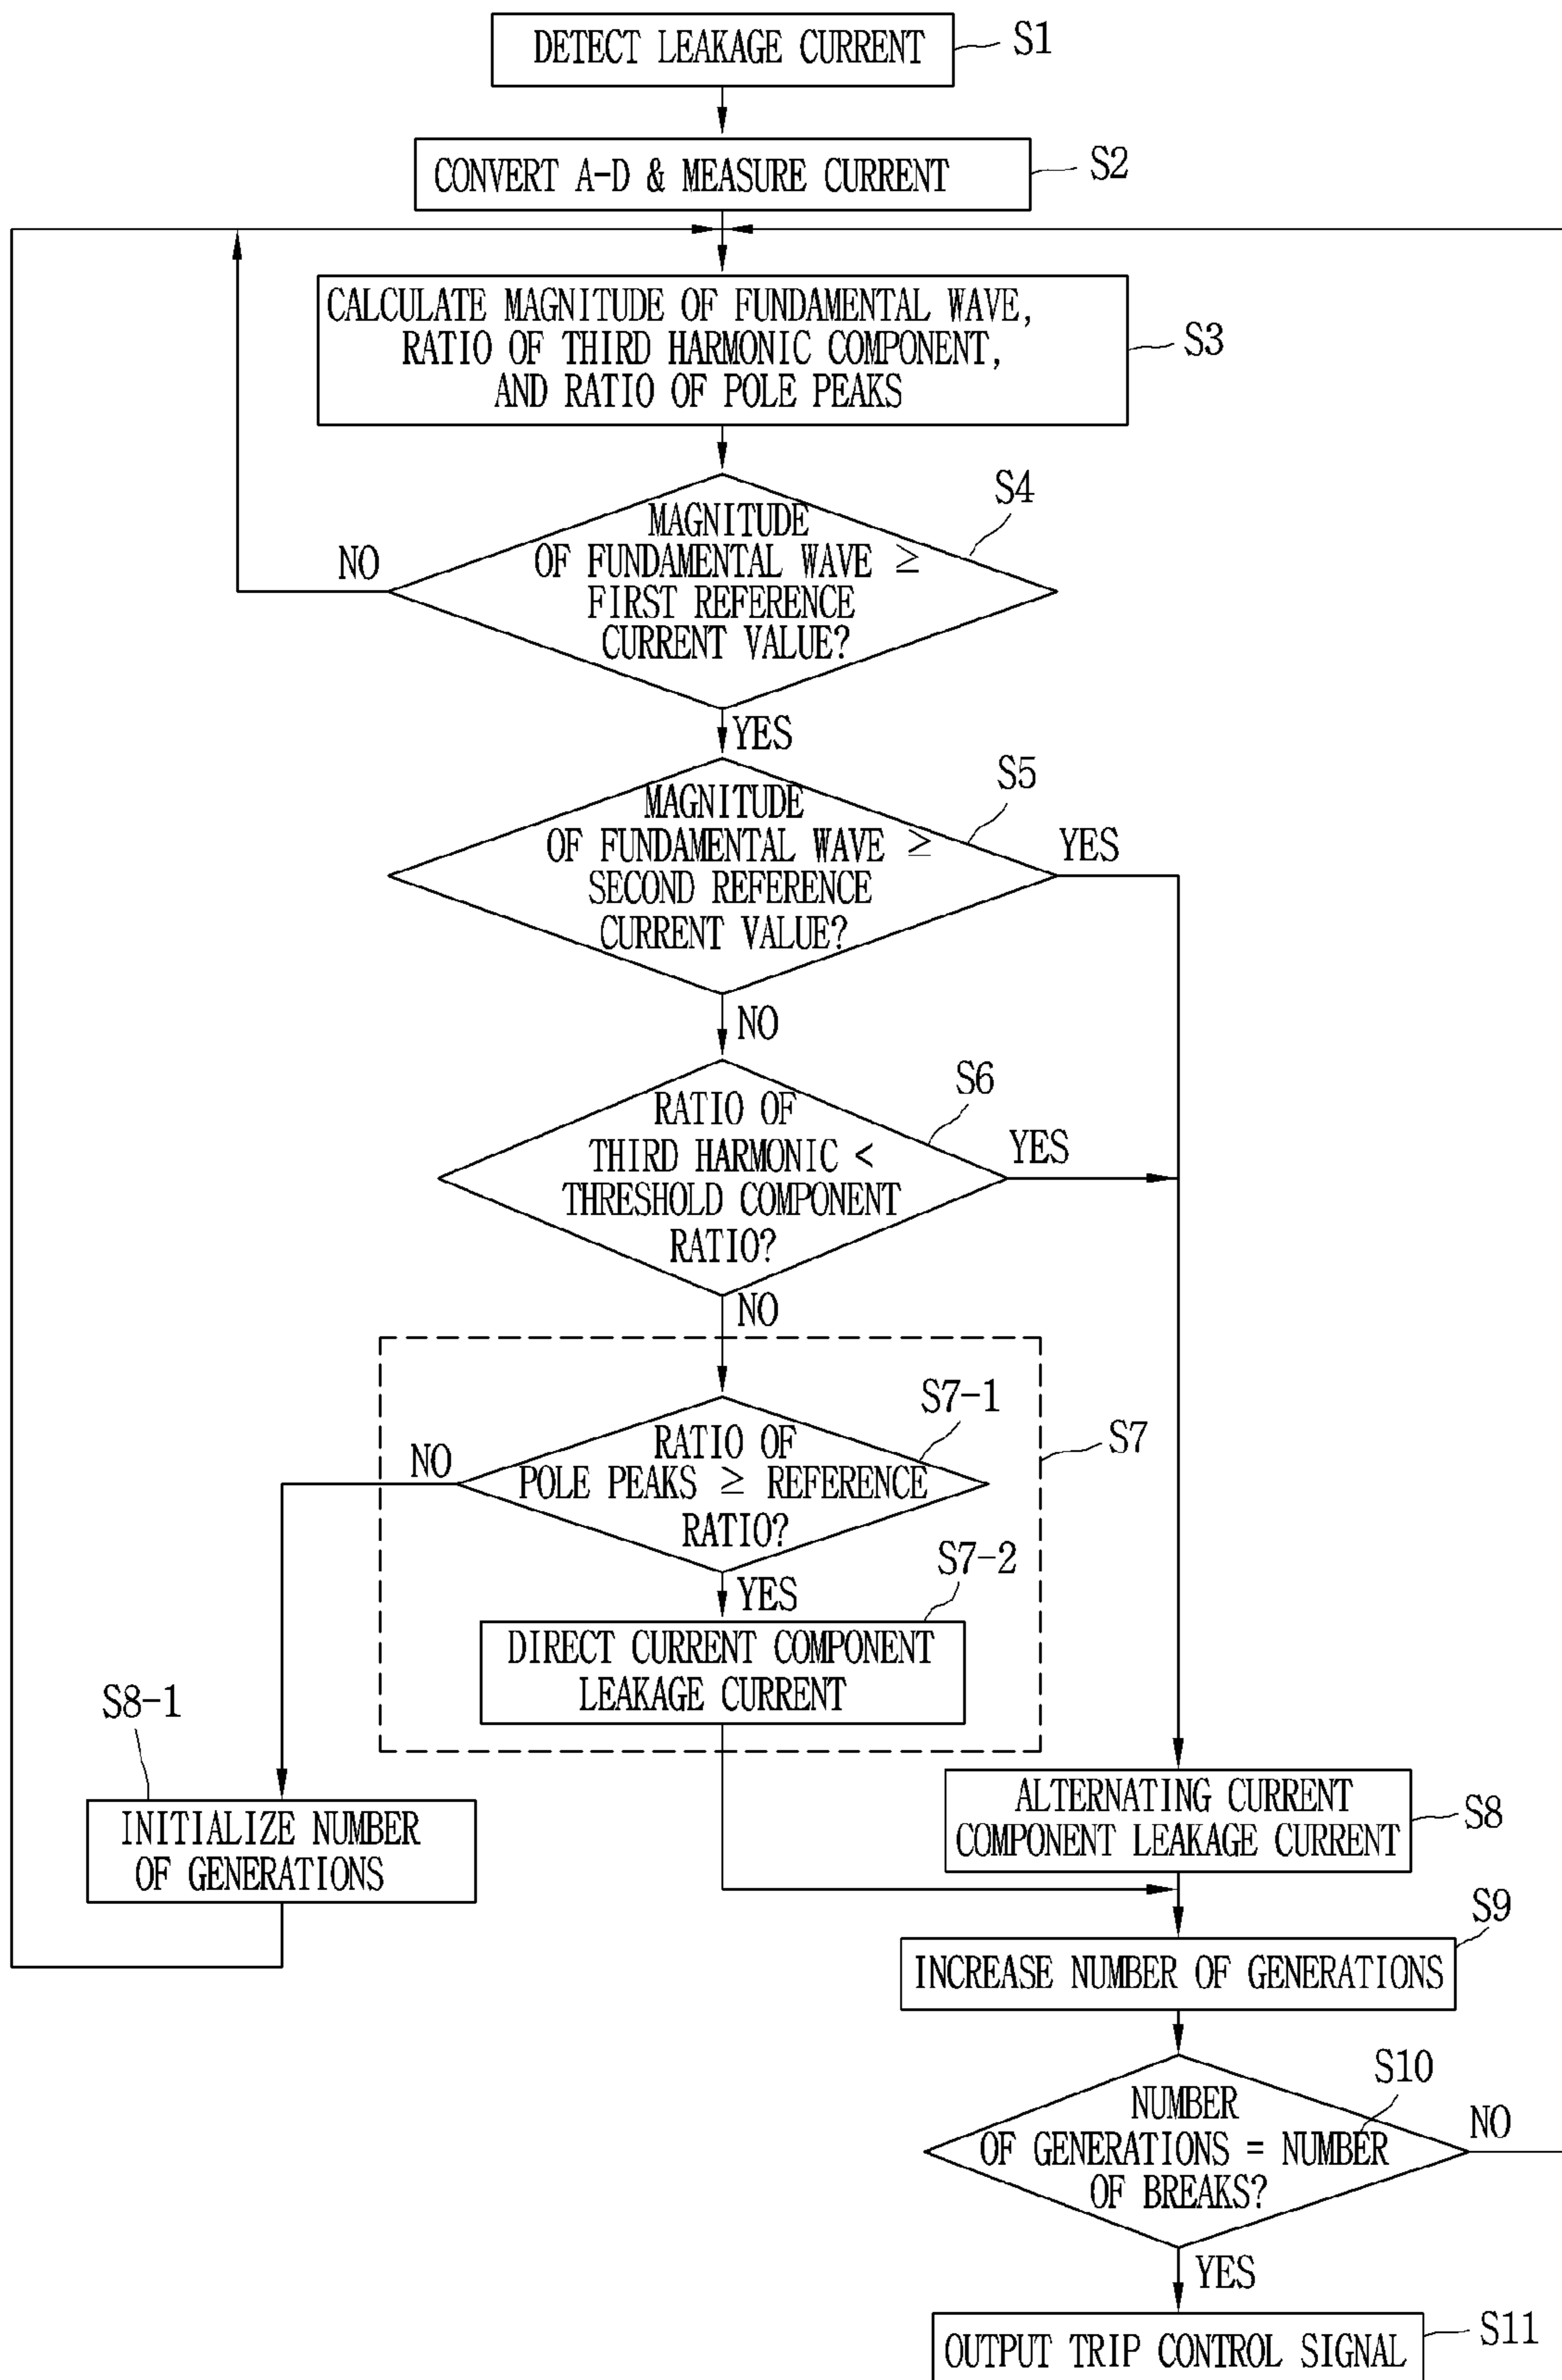 DETECT LEAKAGE CURRENT
S1
CONVERT A-D & MEASURE CURRENT
S2
CALCULATE MAGNITUDE OF FUNDAMENTAL WAVE,
RATIO OF THIRD HARMONIC COMPONENT,
AND RATIO OF POLE PEAKS
S3
S4
MAGNITUDE
OF FUNDAMENTAL WAVE ≥
FIRST REFERENCE
CURRENT VALUE?
NO
YES
S5
MAGNITUDE
OF FUNDAMENTAL WAVE ≥
SECOND REFERENCE
CURRENT VALUE?
YES
NO
S6
RATIO OF
THIRD HARMONIC <
THRESHOLD COMPONENT
RATIO?
YES
NO
S7-1
S7
RATIO OF
POLE PEAKS ≥ REFERENCE
RATIO?
NO
YES
S7-2
DIRECT CURRENT COMPONENT
LEAKAGE CURRENT
S8-1
INITIALIZE NUMBER
OF GENERATIONS
ALTERNATING CURRENT
COMPONENT LEAKAGE CURRENT
S8
S9
INCREASE NUMBER OF GENERATIONS
S10
NUMBER
OF GENERATIONS = NUMBER
OF BREAKS?
NO
YES
OUTPUT TRIP CONTROL SIGNAL
S11